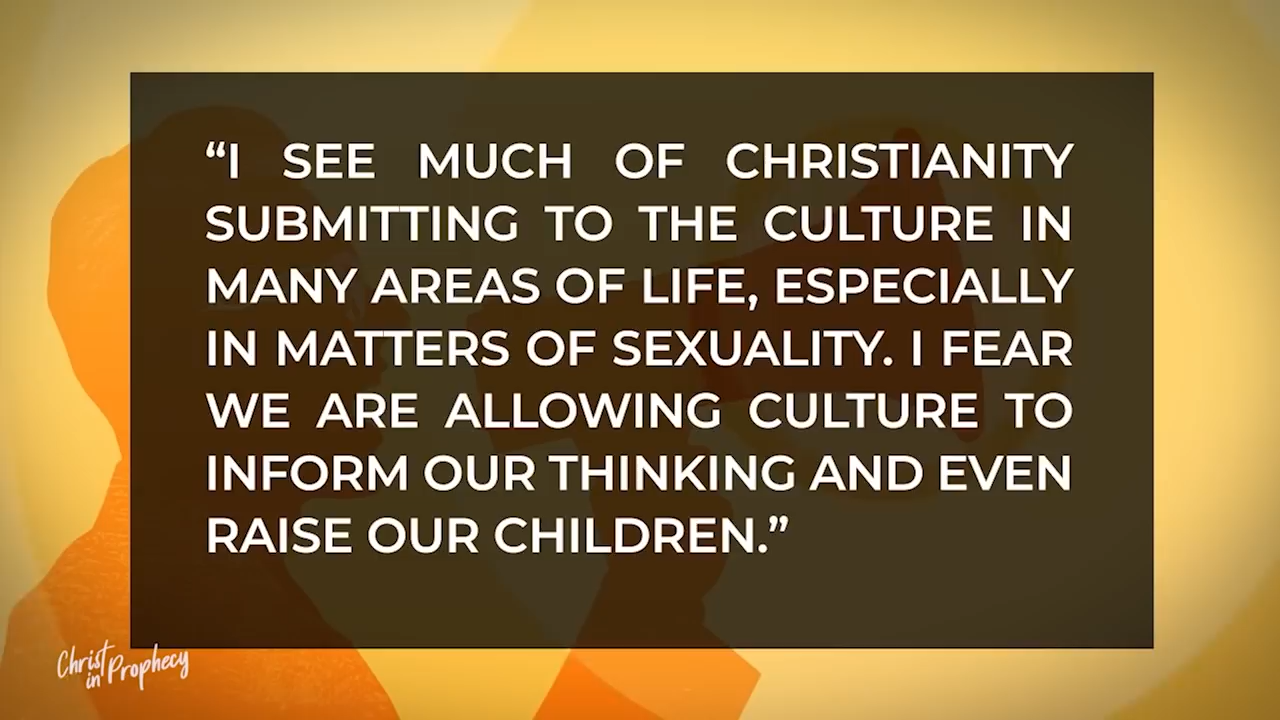 “I SEE MUCH OF CHRISTIANITY
SUBMITTING TO THE CULTURE IN
MANY AREAS OF LIFE, ESPECIALLY
IN MATTERS OF SEXUALITY. I FEAR
WE ARE ALLOWING CULTURE TO
INFORM OUR THINKING AND EVEN
RAISE OUR CHILDREN.”
Christ
in Prophecy